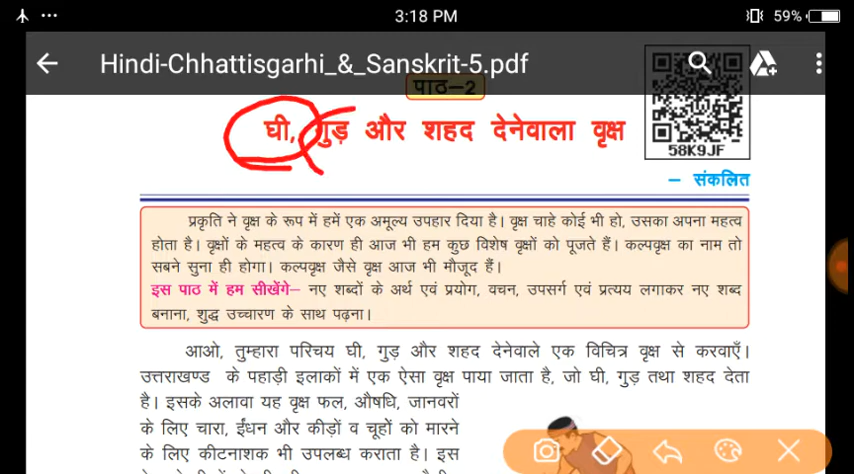 3:18 PM
59%
Hindi-Chhattisgarhi_&_Sanskrit-5.pdf
पाठ-2
घी, गुड़ और शहद देनेवाला वृक्ष
58K9JF
– संकलित
प्रकृति ने वृक्ष के रूप में हमें एक अमूल्य उपहार दिया है। वृक्ष चाहे कोई भी हो, उसका अपना महत्व
होता है। वृक्षों के महत्व के कारण ही आज भी हम कुछ विशेष वृक्षों को पूजते हैं। कल्पवृक्ष का नाम तो
सबने सुना ही होगा। कल्पवृक्ष जैसे वृक्ष आज भी मौजूद हैं।
इस पाठ में हम सीखेंगे– नए शब्दों के अर्थ एवं प्रयोग, वचन, उपसर्ग एवं प्रत्यय लगाकर नए शब्द
बनाना, शुद्ध उच्चारण के साथ पढ़ना।
आओ, तुम्हारा परिचय घी, गुड़ और शहद देनेवाले एक विचित्र वृक्ष से करवाएँ।
उत्तराखण्ड के पहाड़ी इलाकों में एक ऐसा वृक्ष पाया जाता है, जो घी, गुड़ तथा शहद देता
है। इसके अलावा यह वृक्ष फल, औषधि, जानवरों
के लिए चारा, ईंधन और कीड़ों व चूहों को मारने
के लिए कीटनाशक भी उपलब्ध कराता है। इस